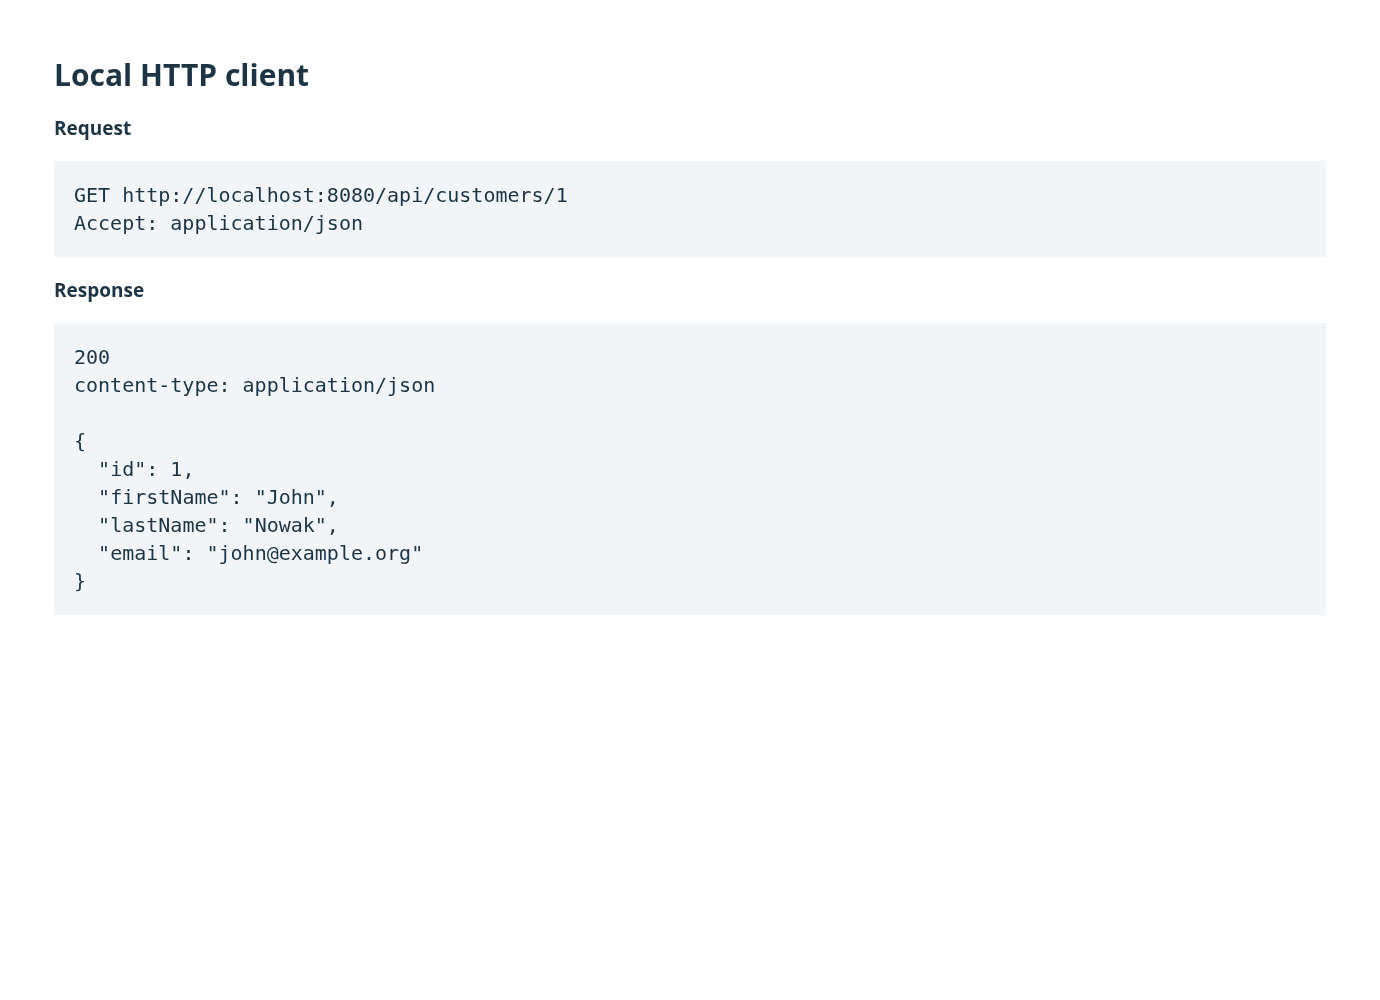 Local HTTP client
Request
GET http://localhost:8080/api/customers/1
Accept: application/json
Response
200
content-type: application/json

{
  "id": 1,
  "firstName": "John",
  "lastName": "Nowak",
  "email": "john@example.org"
}